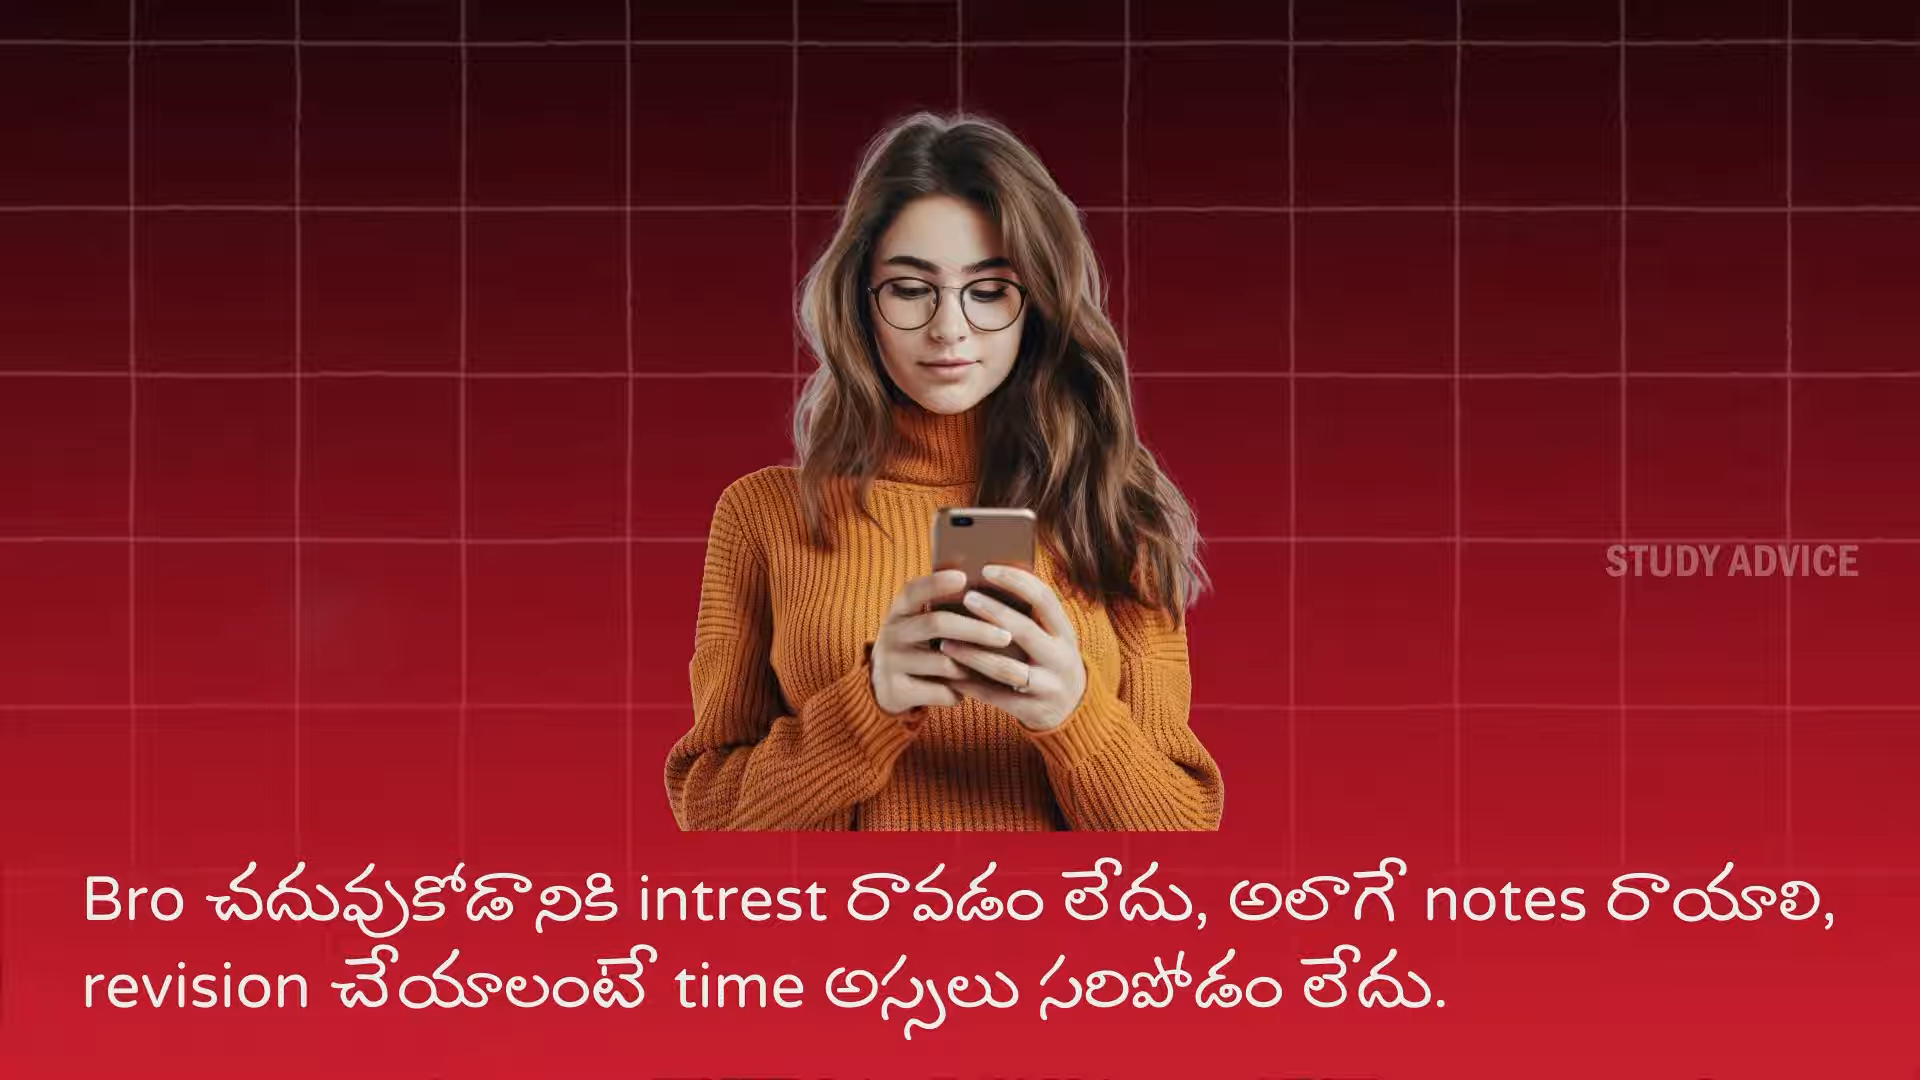 STUDY ADVICE
Bro చదువుకోడానికి intrest రావడం లేదు, అలాగే notes రాయాలి,
revision చేయాలంటే time అస్సలు సరిపోడం లేదు.